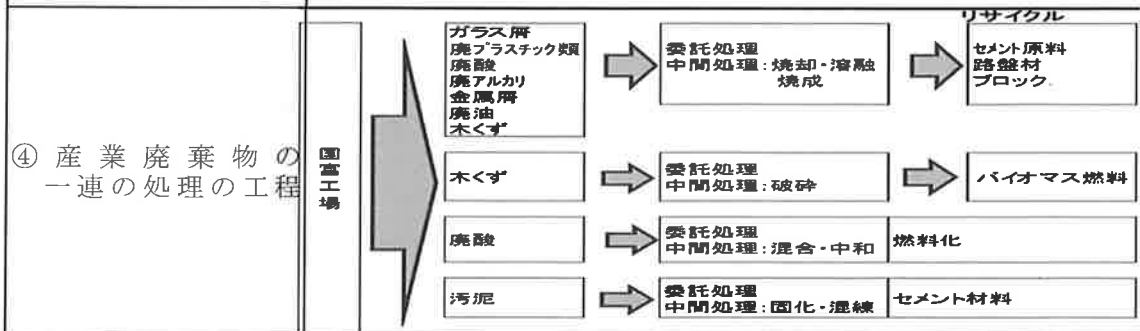 リサイクル
④ 産業廃棄物の
一連の処理の工程
国富工場
ガラス屑
廃プラスチック類
廃酸
廃アルカリ
金属屑
廃油
木くず
委託処理
中間処理:焼却・溶融
焼成
セメント原料
路盤材
ブロック
木くず
委託処理
中間処理:破砕
バイオマス燃料
廃酸
委託処理
中間処理:混合・中和
燃料化
汚泥
委託処理
中間処理:固化・混練
セメント材料